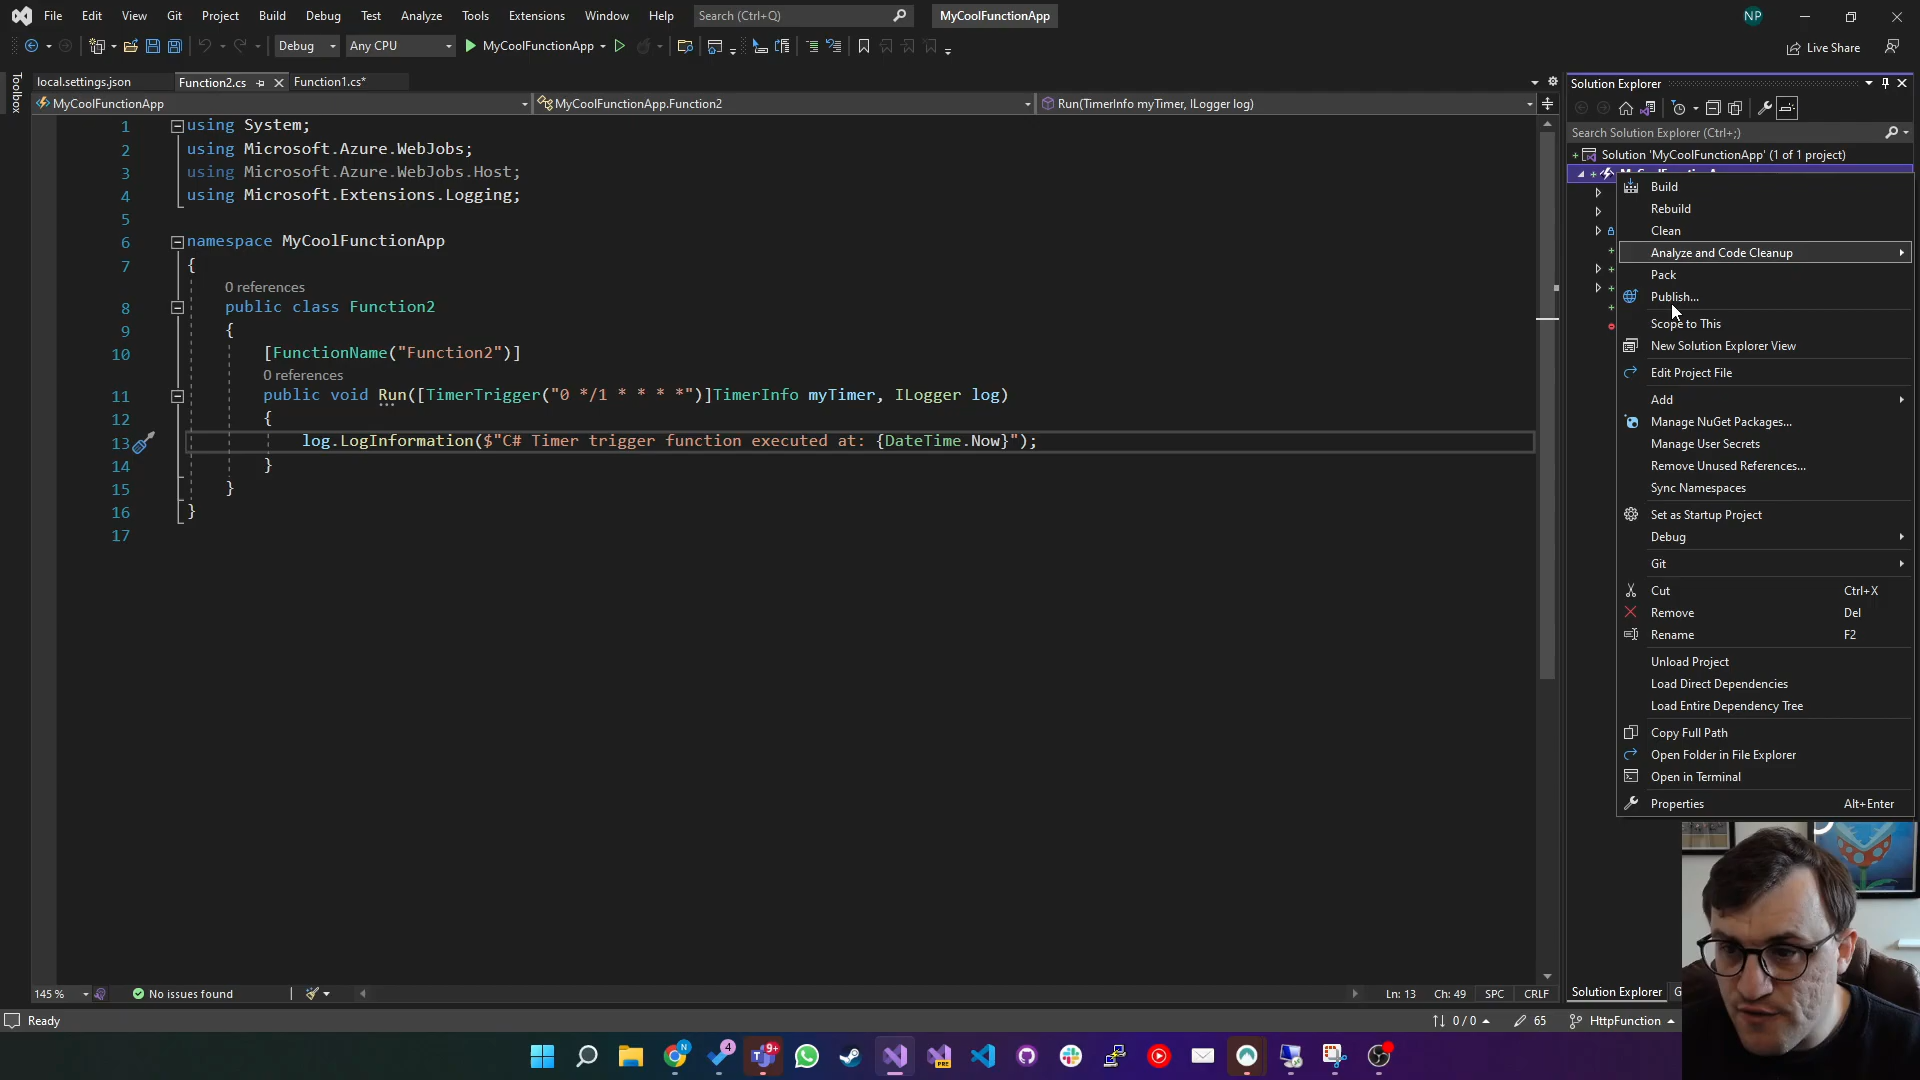 File Edit View Git Project Build Debug Test Analyze Tools Extensions Window Help Search (Ctrl+Q) MyCoolFunctionApp NP
Debug Any CPU MyCoolFunctionApp Live Share
Toolbox
local.settings.json Function2.cs Function1.cs*
MyCoolFunctionApp MyCoolFunctionApp.Function2 Run(TimerInfo myTimer, ILogger log)
1 using System;
2 using Microsoft.Azure.WebJobs;
3 using Microsoft.Azure.WebJobs.Host;
4 using Microsoft.Extensions.Logging;
5
6 namespace MyCoolFunctionApp
7 {
0 references
8 public class Function2
9 {
10 [FunctionName("Function2")]
0 references
11 public void Run([TimerTrigger("0 */1 * * * *")]TimerInfo myTimer, ILogger log)
12 {
13 log.LogInformation($"C# Timer trigger function executed at: {DateTime.Now}");
14 }
15 }
16 }
17
Solution Explorer
Search Solution Explorer (Ctrl+;)
Solution 'MyCoolFunctionApp' (1 of 1 project)
Build
Rebuild
Clean
Analyze and Code Cleanup
Pack
Publish...
Scope to This
New Solution Explorer View
Edit Project File
Add
Manage NuGet Packages...
Manage User Secrets
Remove Unused References...
Sync Namespaces
Set as Startup Project
Debug
Git
Cut Ctrl+X
Remove Del
Rename F2
Unload Project
Load Direct Dependencies
Load Entire Dependency Tree
Copy Full Path
Open Folder in File Explorer
Open in Terminal
Properties Alt+Enter
145 % No issues found Ln: 13 Ch: 49 SPC CRLF
Solution Explorer G
Ready 0 / 0 65 HttpFunction
N 4 9+ PRE